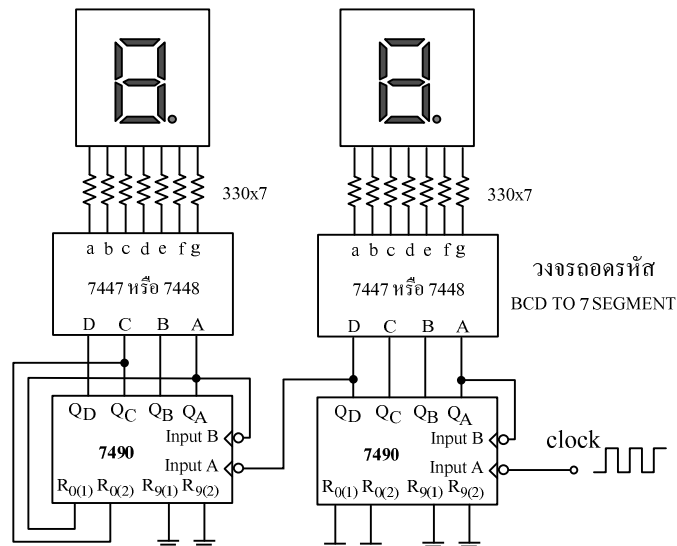 330x7
330x7
a b c d e f g
a b c d e f g
7447 หรือ 7448
7447 หรือ 7448
วงจรถอดรหัส
BCD TO 7 SEGMENT
D C B A
D C B A
QD QC QB QA
QD QC QB QA
Input B
Input B
clock
7490
7490
Input A
Input A
R0(1) R0(2) R9(1) R9(2)
R0(1) R0(2) R9(1) R9(2)